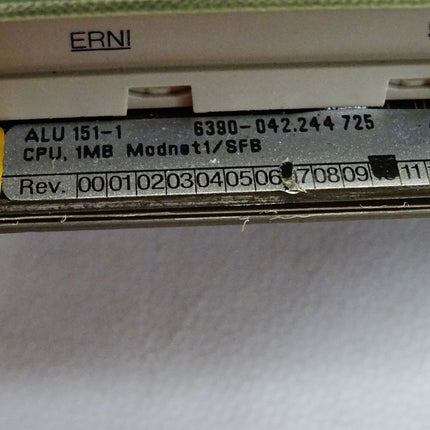 ERNI
ALU 151-1 6390-042.244 725
CPU, 1MB Modnet1/SFB
Rev. 00 01 02 03 04 05 06 7 08 09 11